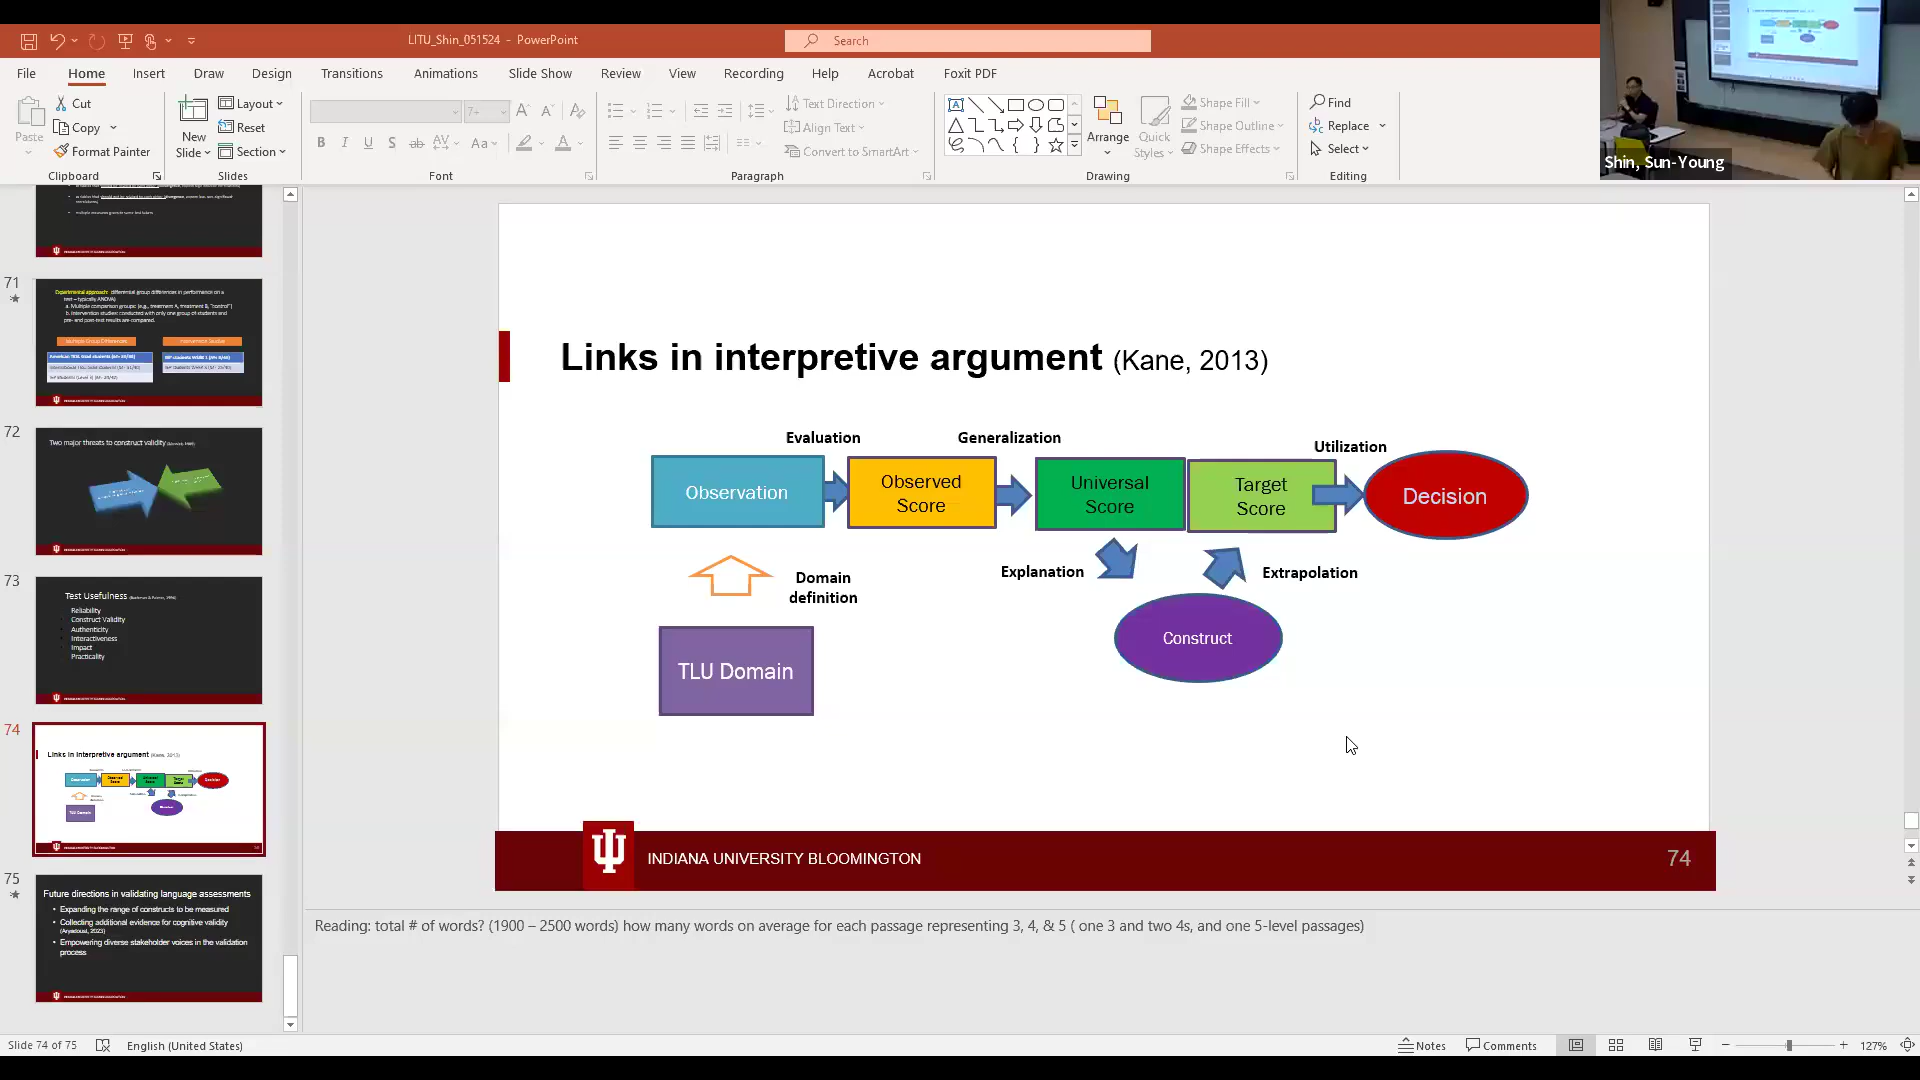 LITU_Shin_051524 - PowerPoint
Search
File Home Insert Draw Design Transitions Animations Slide Show Review View Recording Help Acrobat Foxit PDF
Paste
Cut
Copy
Format Painter
Clipboard
New Slide
Layout
Reset
Section
Slides
7+
Font
Text Direction
Align Text
Convert to SmartArt
Paragraph
Arrange
Quick Styles
Shape Fill
Shape Outline
Shape Effects
Drawing
Find
Replace
Select
Editing
Shin, Sun-Young
71
72
Two major threats to construct validity
73
Test Usefulness
Reliability
Construct Validity
Authenticity
Interactiveness
Impact
Practicality
74
Links in interpretive argument (Kane, 2013)
75
Future directions in validating language assessments
• Expanding the range of constructs to be measured
• Collecting additional evidence for cognitive validity
• Empowering diverse stakeholder voices in the validation
process
Links in interpretive argument (Kane, 2013)
Evaluation
Generalization
Utilization
Observation
Observed
Score
Universal
Score
Target
Score
Decision
Domain
definition
Explanation
Extrapolation
TLU Domain
Construct
INDIANA UNIVERSITY BLOOMINGTON
74
Reading: total # of words? (1900 – 2500 words) how many words on average for each passage representing 3, 4, & 5 ( one 3 and two 4s, and one 5-level passages)
Slide 74 of 75
English (United States)
Notes
Comments
127%